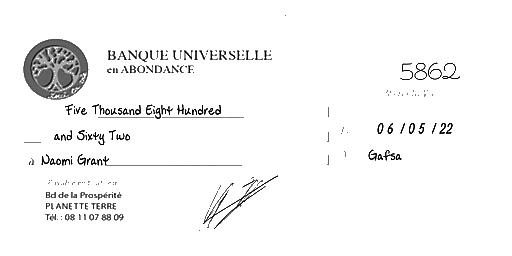 BANQUE UNIVERSELLE
en ABONDANCE
5862
Five Thousand Eight Hundred
and Sixty Two
06/05/22
à Naomi Grant
Gafsa
Bd de la Prospérité
PLANETTE TERRE
Tél. : 08 11 07 88 09